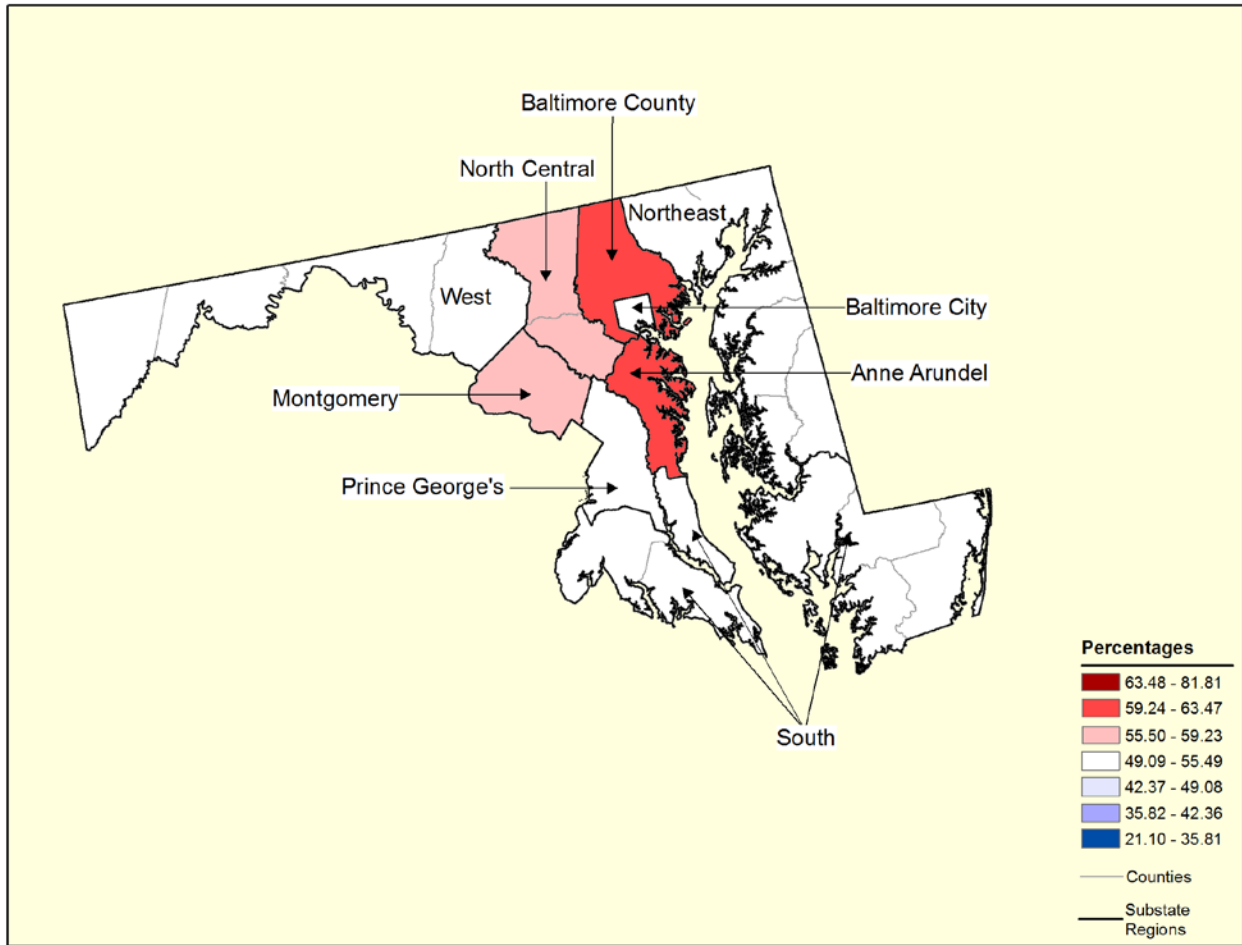 Baltimore County
North Central
Northeast
West
Baltimore City
Anne Arundel
Montgomery
Prince George's
South
Percentages
63.48 - 81.81
59.24 - 63.47
55.50 - 59.23
49.09 - 55.49
42.37 - 49.08
35.82 - 42.36
21.10 - 35.81
Counties
Substate
Regions